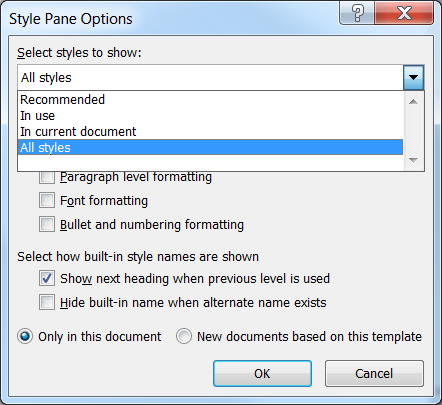 Style Pane Options
Select styles to show:
All styles
Recommended
In use
In current document
All styles
Paragraph level formatting
Font formatting
Bullet and numbering formatting
Select how built-in style names are shown
Show next heading when previous level is used
Hide built-in name when alternate name exists
Only in this document New documents based on this template
OK Cancel